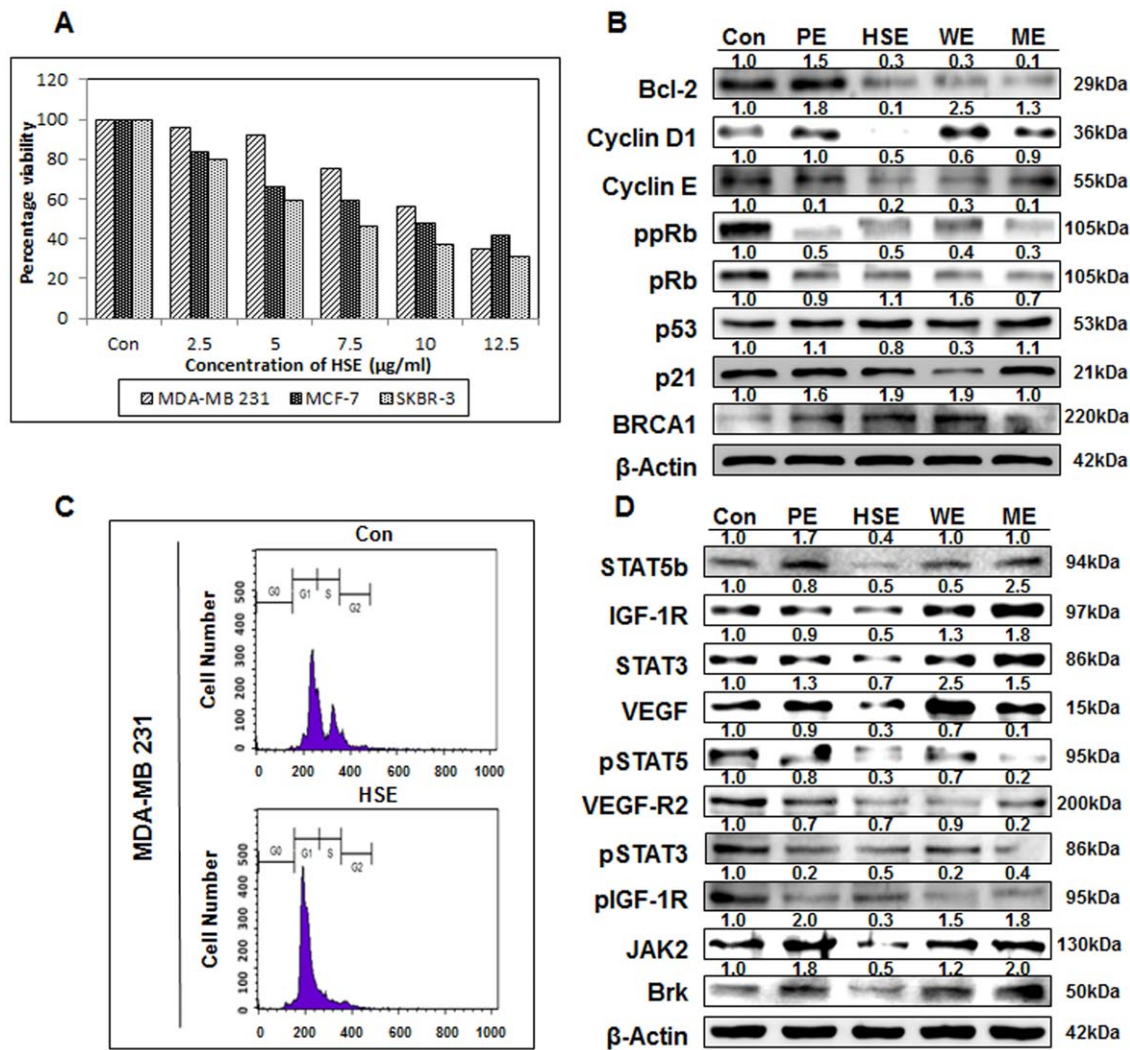 A
120
100
80
60
40
20
0
Percentage viability
Con 2.5 5 7.5 10 12.5
Concentration of HSE (µg/ml)
MDA-MB 231 MCF-7 SKBR-3
B
Con PE HSE WE ME
1.0 1.5 0.3 0.3 0.1
Bcl-2 29kDa
1.0 1.8 0.1 2.5 1.3
Cyclin D1 36kDa
1.0 1.0 0.5 0.6 0.9
Cyclin E 55kDa
1.0 0.1 0.2 0.3 0.1
ppRb 105kDa
1.0 0.5 0.5 0.4 0.3
pRb 105kDa
1.0 0.9 1.1 1.6 0.7
p53 53kDa
1.0 1.1 0.8 0.3 1.1
p21 21kDa
1.0 1.6 1.9 1.9 1.0
BRCA1 220kDa
β-Actin 42kDa
C
MDA-MB 231
Con
Cell Number
0 100 200 300 400 500
G0 G1 S G2
0 200 400 600 800 1000
HSE
Cell Number
0 100 200 300 400 500
G0 G1 S G2
0 200 400 600 800 1000
D
Con PE HSE WE ME
1.0 1.7 0.4 1.0 1.0
STAT5b 94kDa
1.0 0.8 0.5 0.5 2.5
IGF-1R 97kDa
1.0 0.9 0.5 1.3 1.8
STAT3 86kDa
1.0 1.3 0.7 2.5 1.5
VEGF 15kDa
1.0 0.9 0.3 0.7 0.1
pSTAT5 95kDa
1.0 0.8 0.3 0.7 0.2
VEGF-R2 200kDa
1.0 0.7 0.7 0.9 0.2
pSTAT3 86kDa
1.0 0.2 0.5 0.2 0.4
pIGF-1R 95kDa
1.0 2.0 0.3 1.5 1.8
JAK2 130kDa
1.0 1.8 0.5 1.2 2.0
Brk 50kDa
β-Actin 42kDa